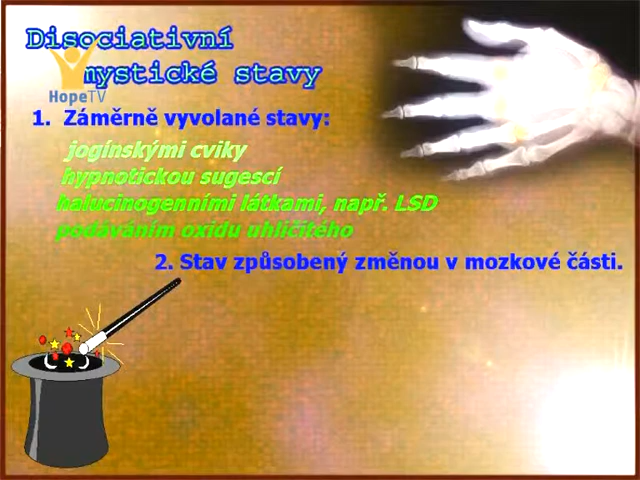 Disociativní
mystické stavy
HopeTV
1. Záměrně vyvolané stavy:
jogínskými cviky
hypnotickou sugescí
halucinogenními látkami, např. LSD
podáváním oxidu uhličitého
2. Stav způsobený změnou v mozkové části.